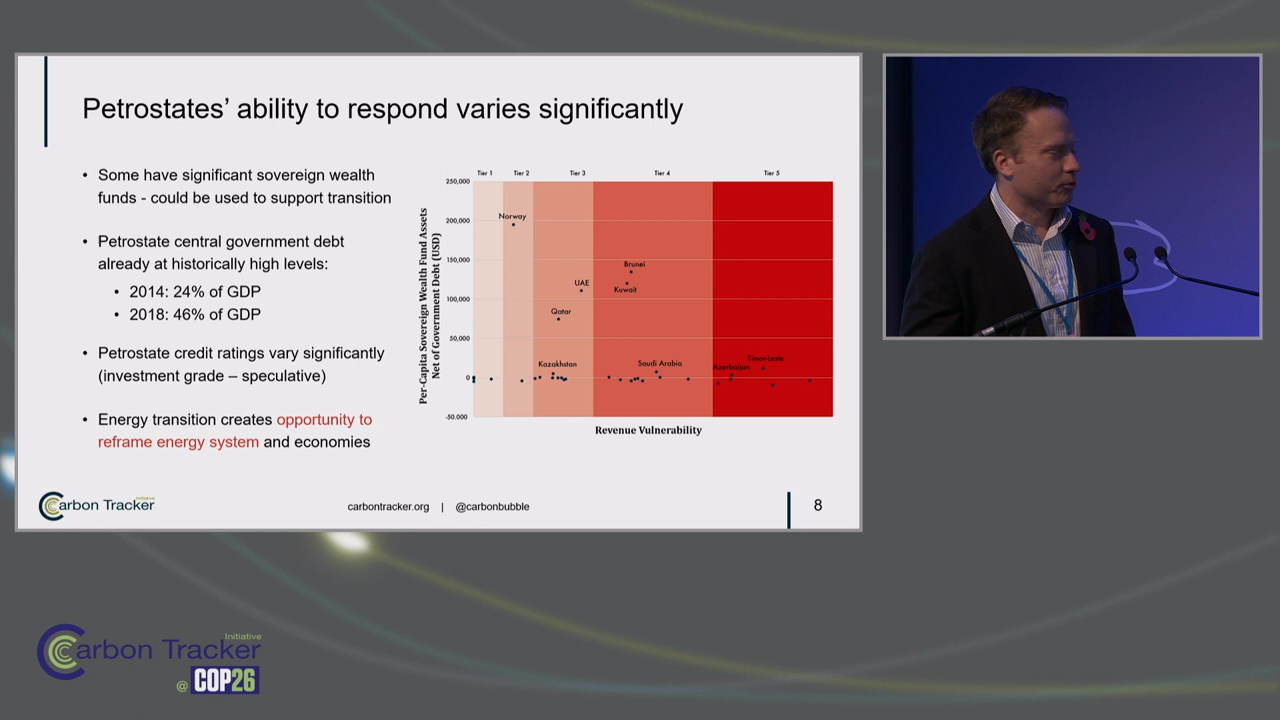 Petrostates’ ability to respond varies significantly
• Some have significant sovereign wealth
funds - could be used to support transition
• Petrostate central government debt
already at historically high levels:
• 2014: 24% of GDP
• 2018: 46% of GDP
• Petrostate credit ratings vary significantly
(investment grade – speculative)
• Energy transition creates opportunity to
reframe energy system and economies
Tier 1 Tier 2 Tier 3 Tier 4 Tier 5
Per-Capita Sovereign Wealth Fund Assets
Net of Government Debt (USD)
250,000
200,000
150,000
100,000
50,000
0
-50.000
Norway
Brunei
UAE
Kuwait
Qatar
Kazakhstan
Saudi Arabia
Timor-Leste
Azerbaijan
Revenue Vulnerability
Carbon Tracker
Initiative
carbontracker.org | @carbonbubble
8
Initiative
Carbon Tracker
@ COP26